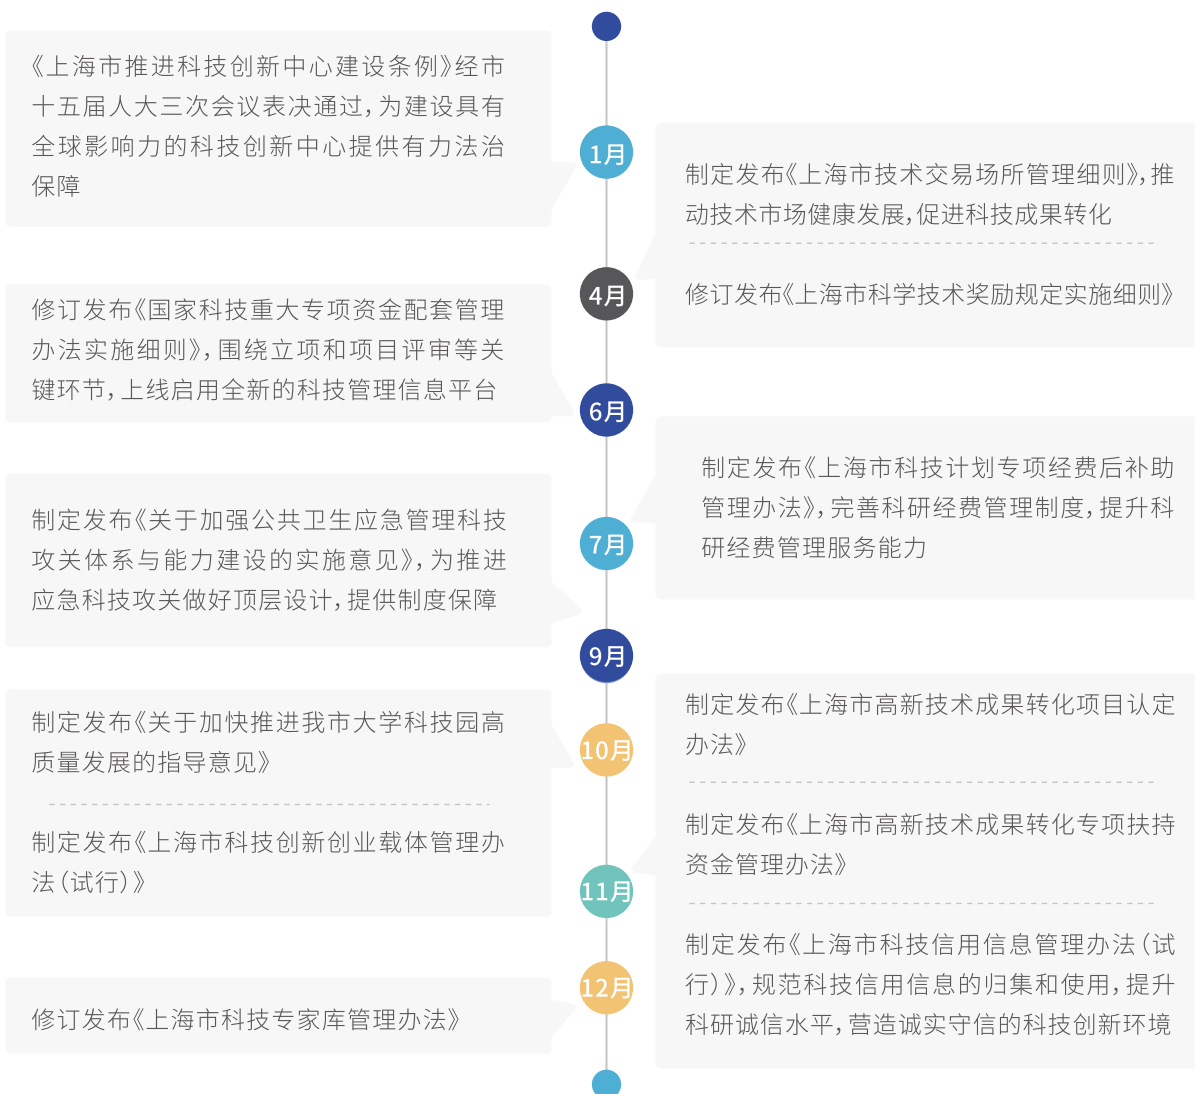 《上海市推进科技创新中心建设条例》经市
十五届人大三次会议表决通过，为建设具有
全球影响力的科技创新中心提供有力法治
保障
1月
制定发布《上海市技术交易场所管理细则》，推
动技术市场健康发展，促进科技成果转化
修订发布《上海市科学技术奖励规定实施细则》
4月
修订发布《国家科技重大专项资金配套管理
办法实施细则》，围绕立项和项目评审等关
键环节，上线启用全新的科技管理信息平台
6月
制定发布《上海市科技计划专项经费后补助
管理办法》，完善科研经费管理制度，提升科
研经费管理服务能力
7月
制定发布《关于加强公共卫生应急管理科技
攻关体系与能力建设的实施意见》，为推进
应急科技攻关做好顶层设计，提供制度保障
9月
制定发布《关于加快推进我市大学科技园高
质量发展的指导意见》
制定发布《上海市科技创新创业载体管理办
法（试行）》
10月
制定发布《上海市高新技术成果转化项目认定
办法》
制定发布《上海市高新技术成果转化专项扶持
资金管理办法》
制定发布《上海市科技信用信息管理办法（试
行）》，规范科技信用信息的归集和使用，提升
科研诚信水平，营造诚实守信的科技创新环境
11月
修订发布《上海市科技专家库管理办法》
12月